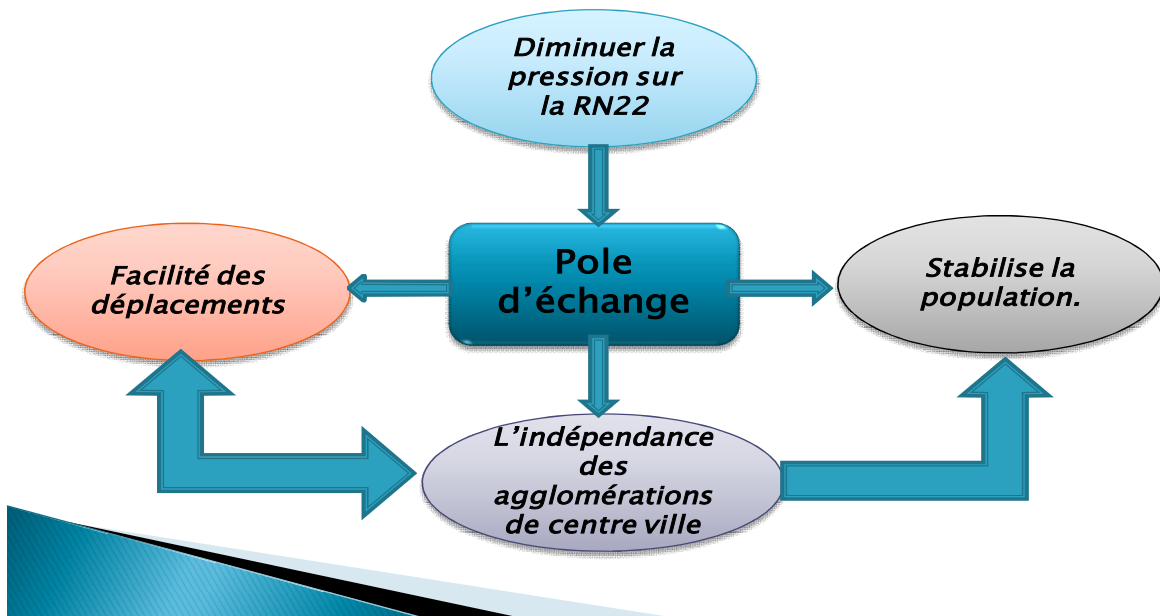 Diminuer la
pression sur
la RN22
Facilité des
déplacements
Pole
d’échange
Stabilise la
population.
L’indépendance
des
agglomérations
de centre ville